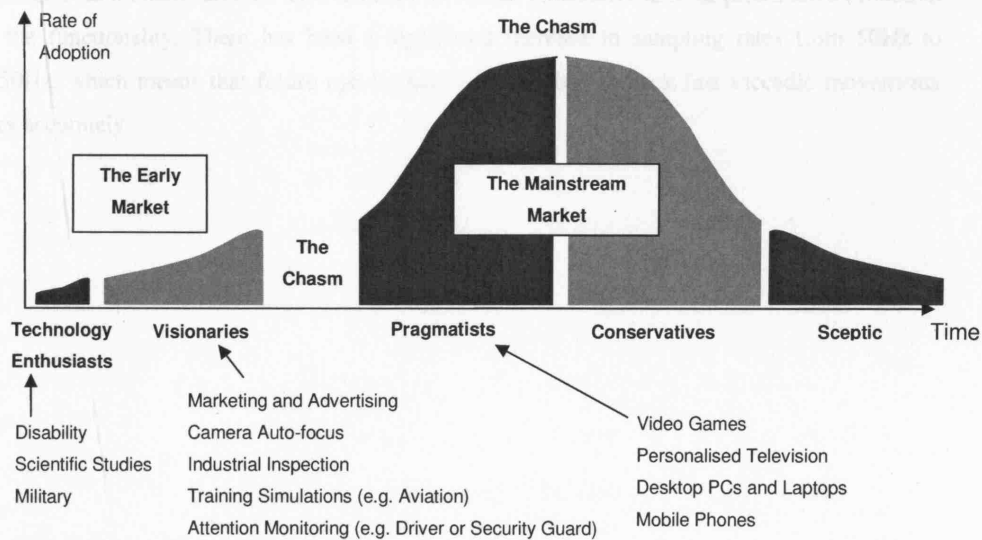 The Chasm
Rate of
Adoption
The Early
Market
The Mainstream
Market
The
Chasm
Technology
Enthusiasts
Visionaries
Pragmatists
Conservatives
Sceptic
Time
Disability
Scientific Studies
Military
Marketing and Advertising
Camera Auto-focus
Industrial Inspection
Training Simulations (e.g. Aviation)
Attention Monitoring (e.g. Driver or Security Guard)
Video Games
Personalised Television
Desktop PCs and Laptops
Mobile Phones